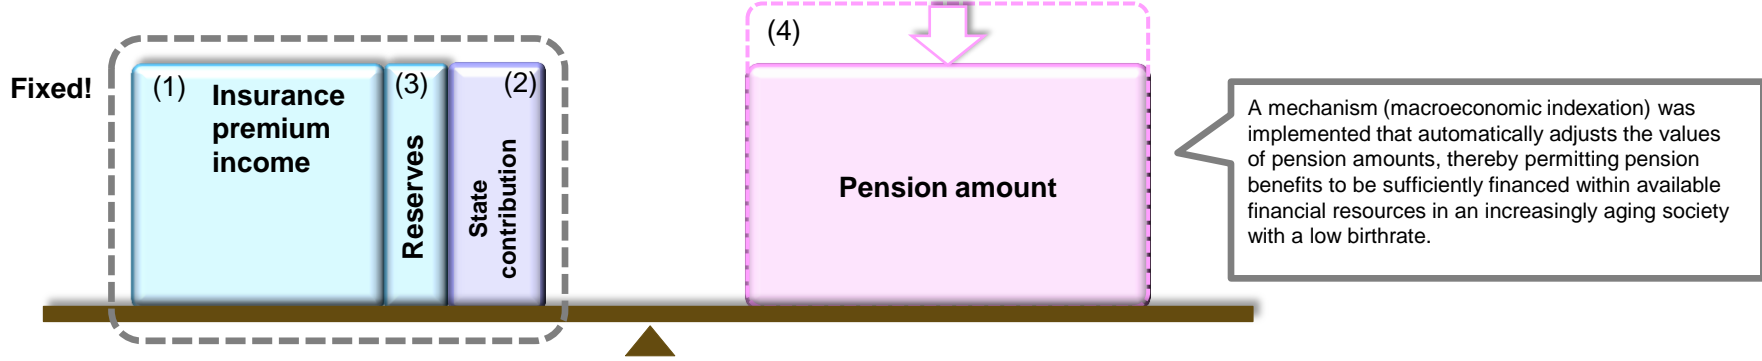 Fixed!
(1)
Insurance
premium
income
(3)
Reserves
(2)
State
contribution
(4)
Pension amount
A mechanism (macroeconomic indexation) was
implemented that automatically adjusts the values
of pension amounts, thereby permitting pension
benefits to be sufficiently financed within available
financial resources in an increasingly aging society
with a low birthrate.